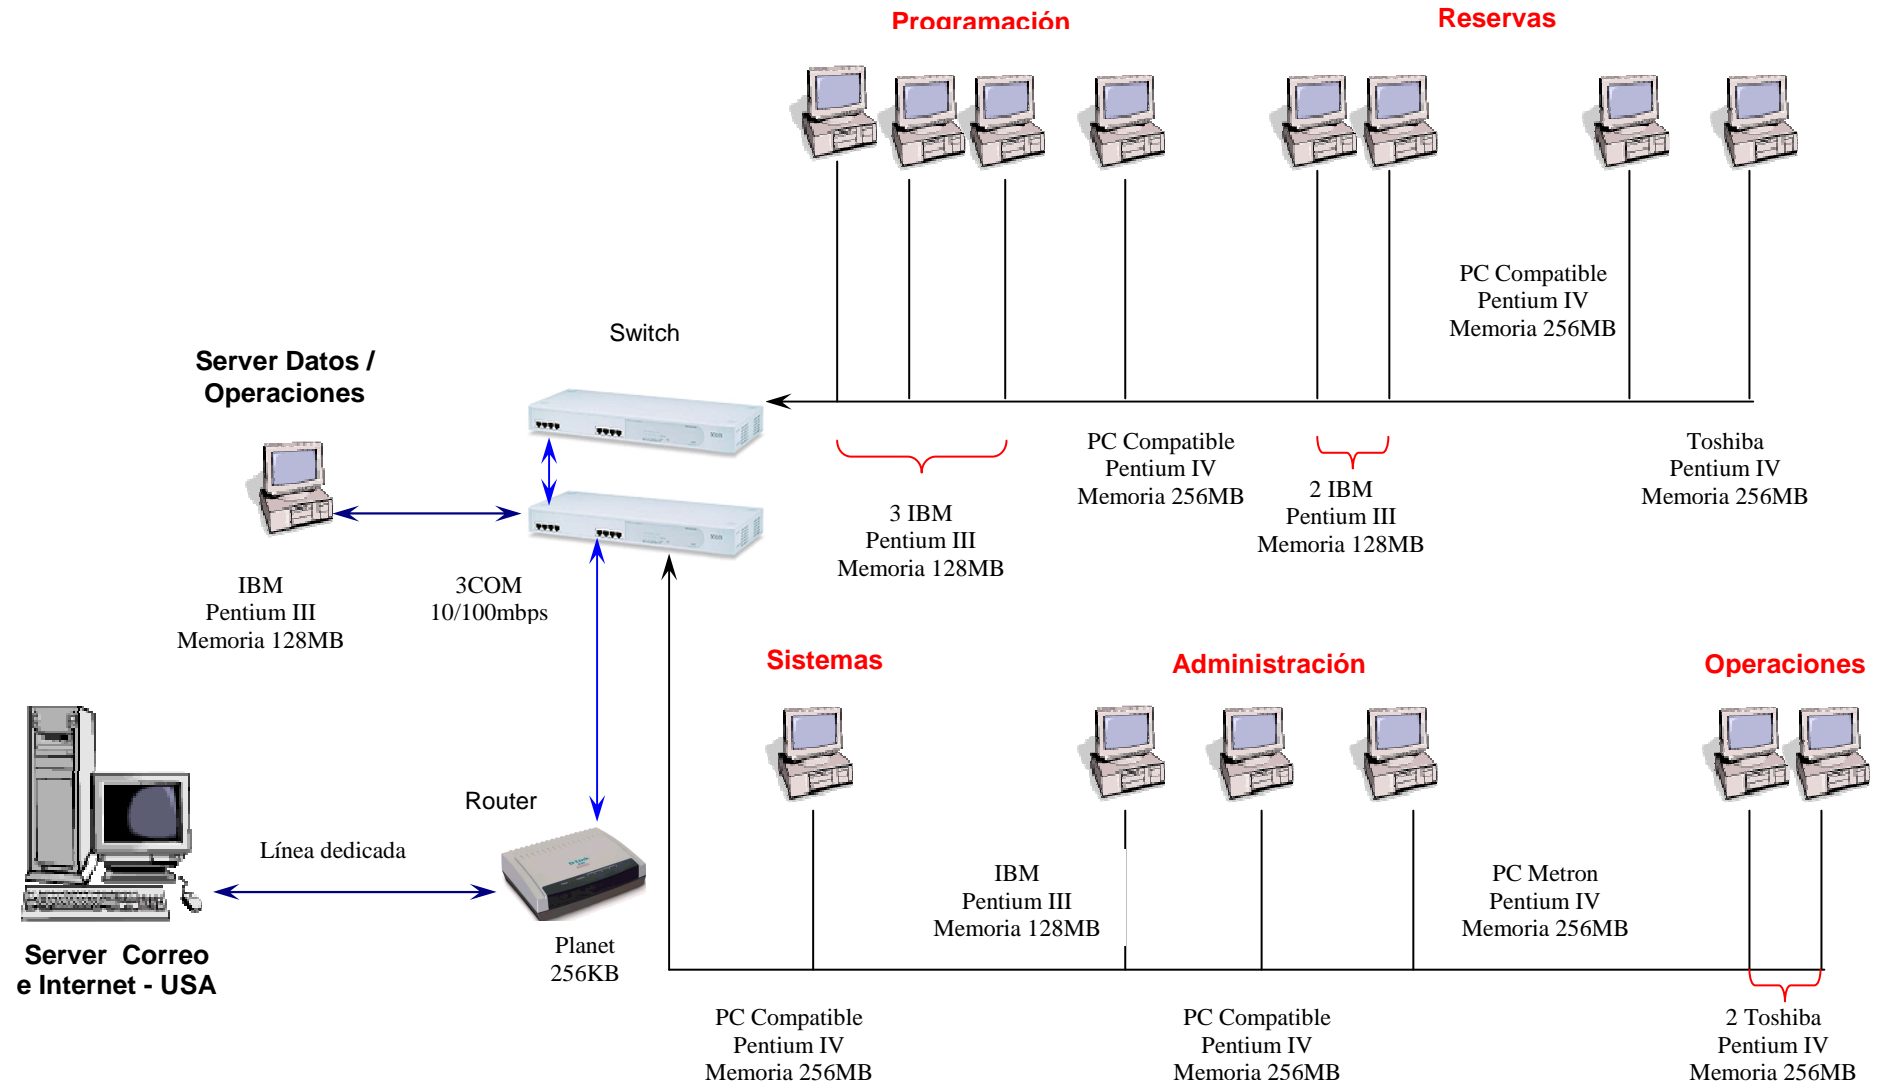 Programación
Reservas
PC Compatible
Pentium IV
Memoria 256MB
Switch
Server Datos /
Operaciones
PC Compatible
Pentium IV
Memoria 256MB
Toshiba
Pentium IV
Memoria 256MB
2 IBM
Pentium III
Memoria 128MB
3 IBM
Pentium III
Memoria 128MB
IBM
Pentium III
Memoria 128MB
3COM
10/100mbps
Sistemas
Administración
Operaciones
Router
Línea dedicada
D-Link
IBM
Pentium III
Memoria 128MB
PC Metron
Pentium IV
Memoria 256MB
Server Correo
e Internet - USA
Planet
256KB
PC Compatible
Pentium IV
Memoria 256MB
PC Compatible
Pentium IV
Memoria 256MB
2 Toshiba
Pentium IV
Memoria 256MB